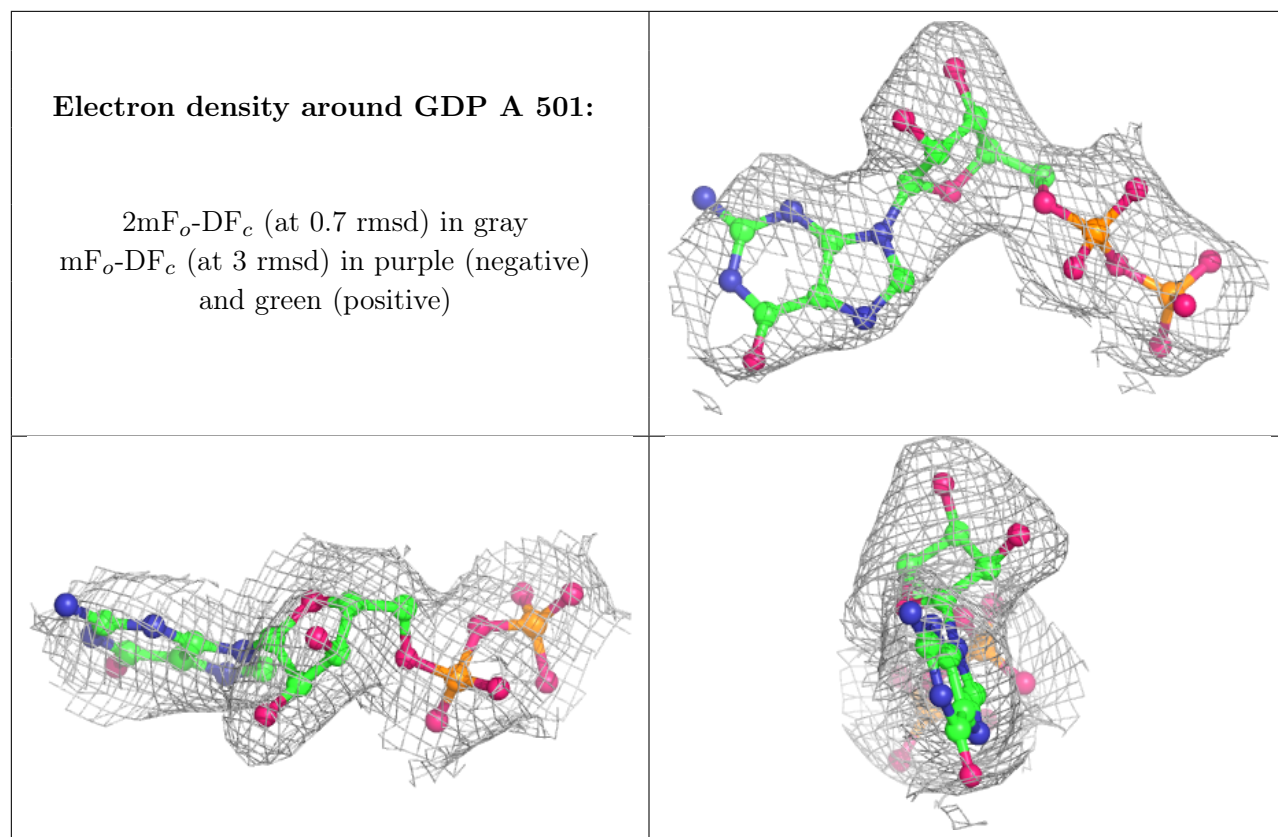 Electron density around GDP A 501:
2mFo-DFc (at 0.7 rmsd) in gray
mFo-DFc (at 3 rmsd) in purple (negative)
and green (positive)